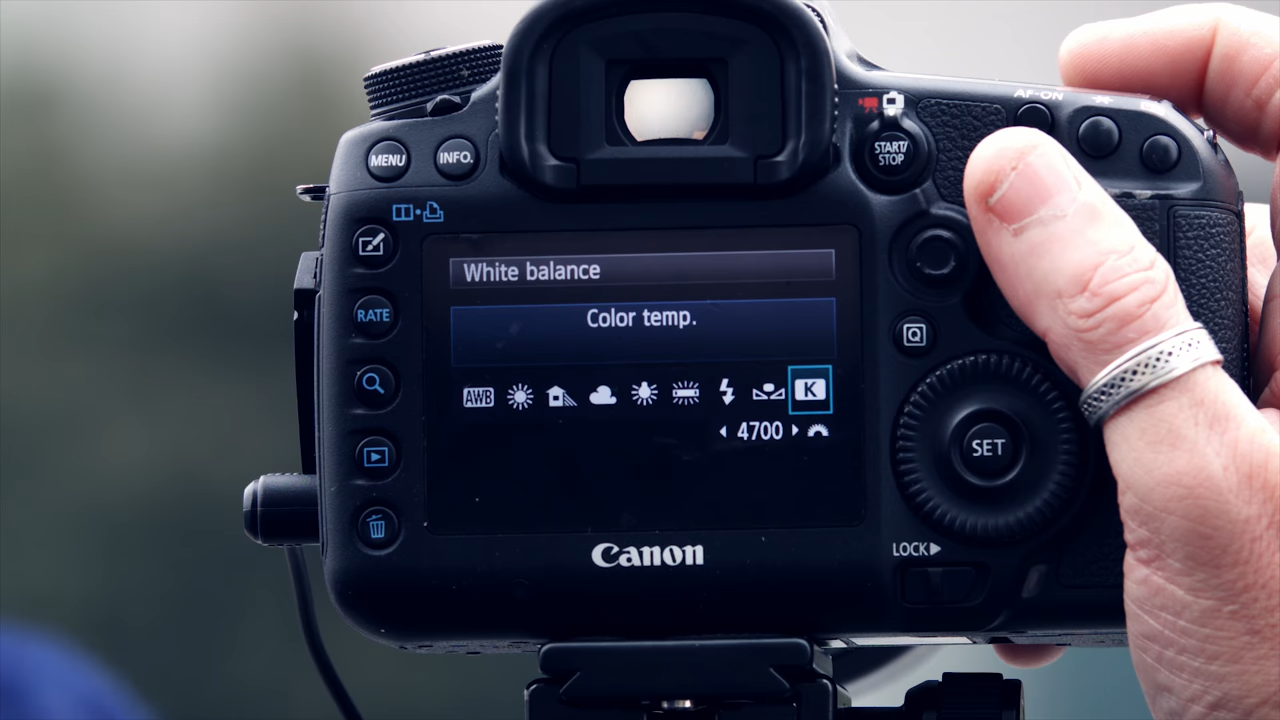 AF-ON
MENU
INFO.
START/
STOP
White balance
RATE
Color temp.
Q
AWB
K
4700
SET
Canon
LOCK